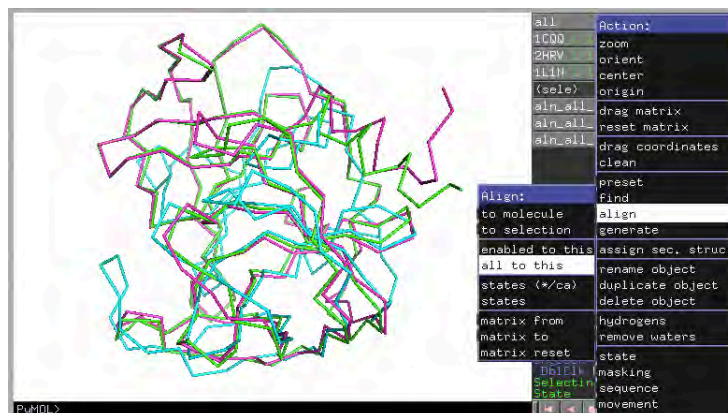 all
1CQQ
2HRV
1L1N
(sele)
aln_all_
aln_all_
aln_all_
Action:
zoom
orient
center
origin
drag matrix
reset matrix
drag coordinates
clean
preset
find
align
generate
assign sec. struc
rename object
duplicate object
delete object
hydrogens
remove waters
state
masking
sequence
movement
Align:
to molecule
to selection
enabled to this
all to this
states (*/ca)
states
matrix from
matrix to
matrix reset
DblClk
Selectin
State
PyMOL>